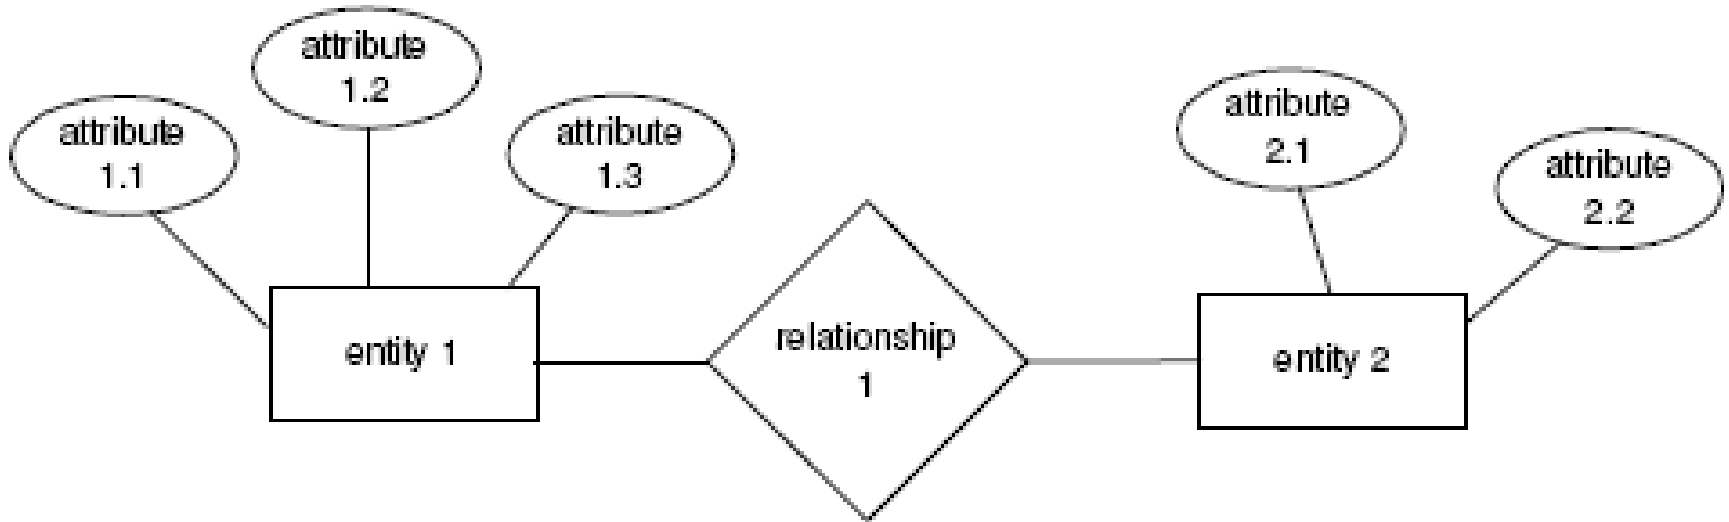 attribute
1.2
attribute
1.1
attribute
1.3
attribute
2.1
attribute
2.2
entity 1
relationship
1
entity 2